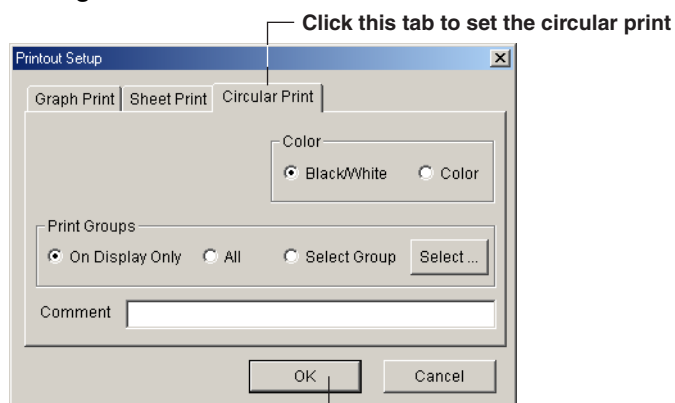 Click this tab to set the circular print
Printout Setup
Graph Print Sheet Print Circular Print
Color
Black/White Color
Print Groups
On Display Only All Select Group Select ...
Comment
OK Cancel